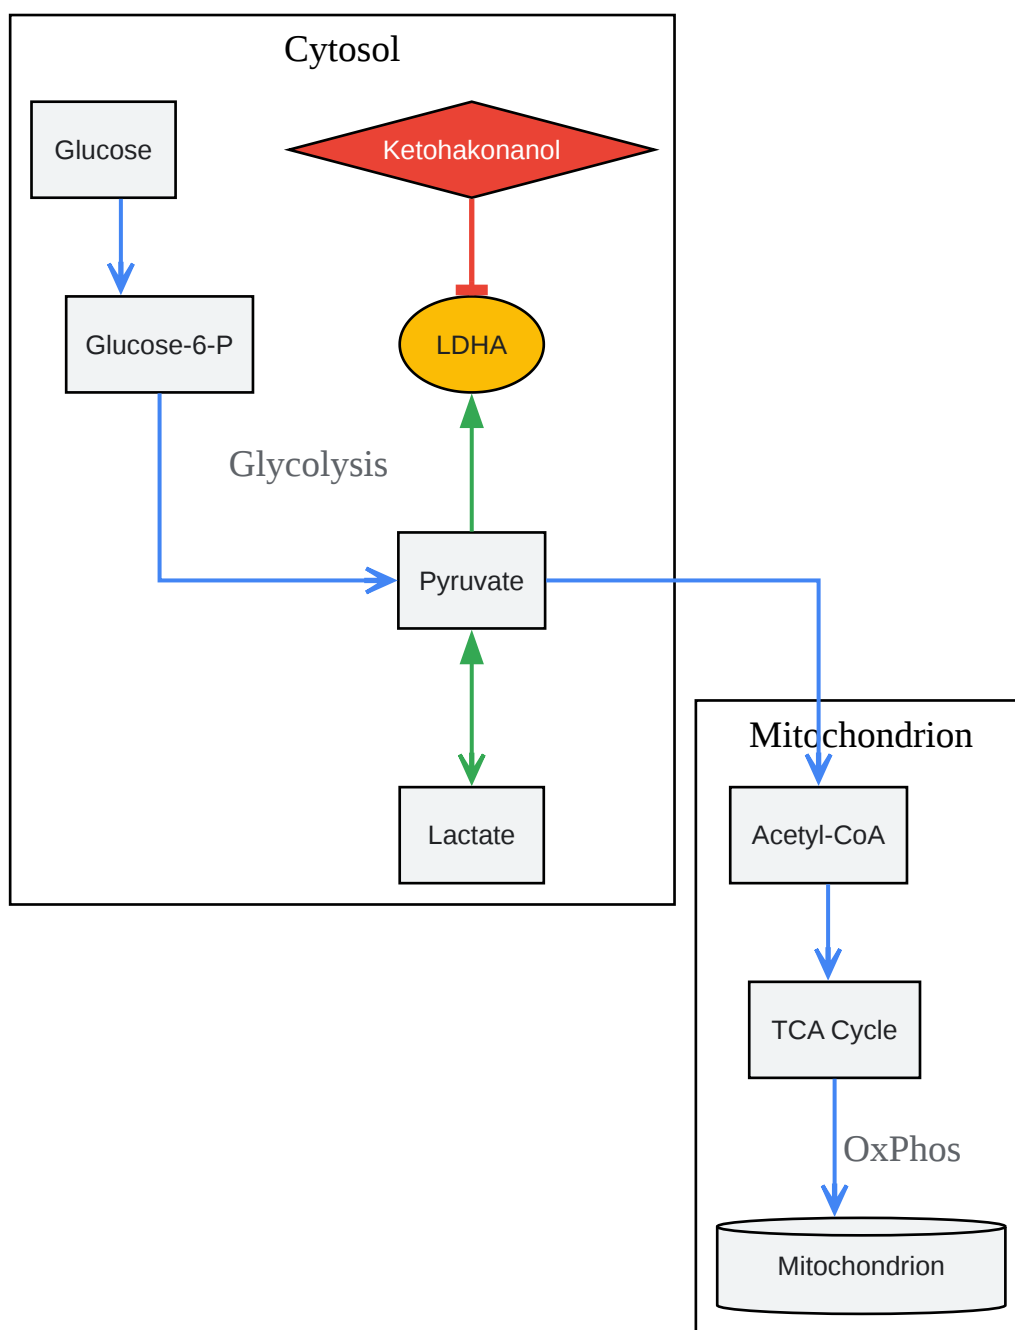 Cytosol
Glucose
Ketohakonanol
Glucose-6-P
LDHA
Glycolysis
Pyruvate
Lactate
Mitochondrion
Acetyl-CoA
TCA Cycle
OxPhos
Mitochondrion